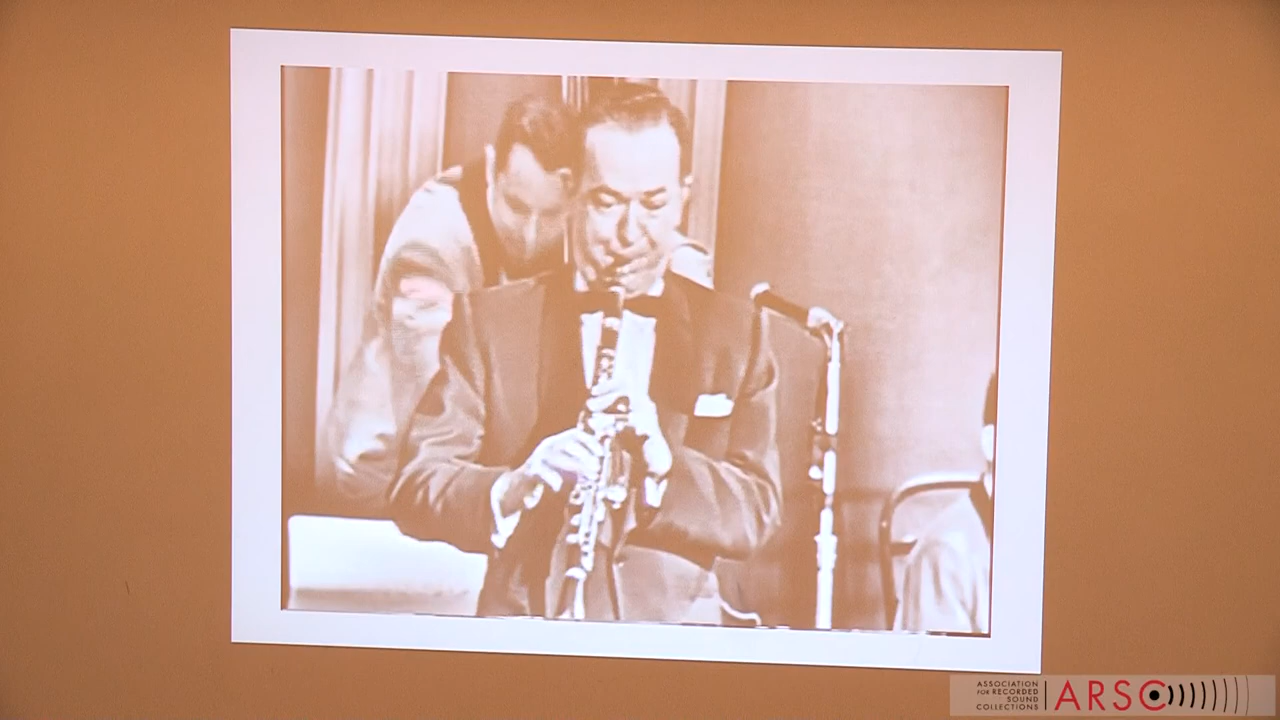 ASSOCIATION
FOR RECORDED
SOUND
COLLECTIONS
ARSC